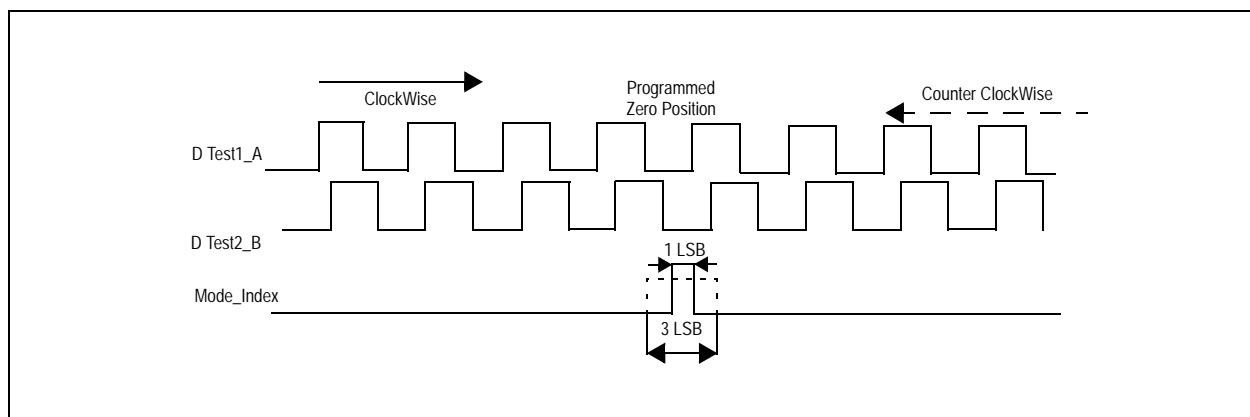 ClockWise
Programmed
Zero Position
Counter ClockWise
D Test1_A
D Test2_B
1 LSB
Mode_Index
3 LSB